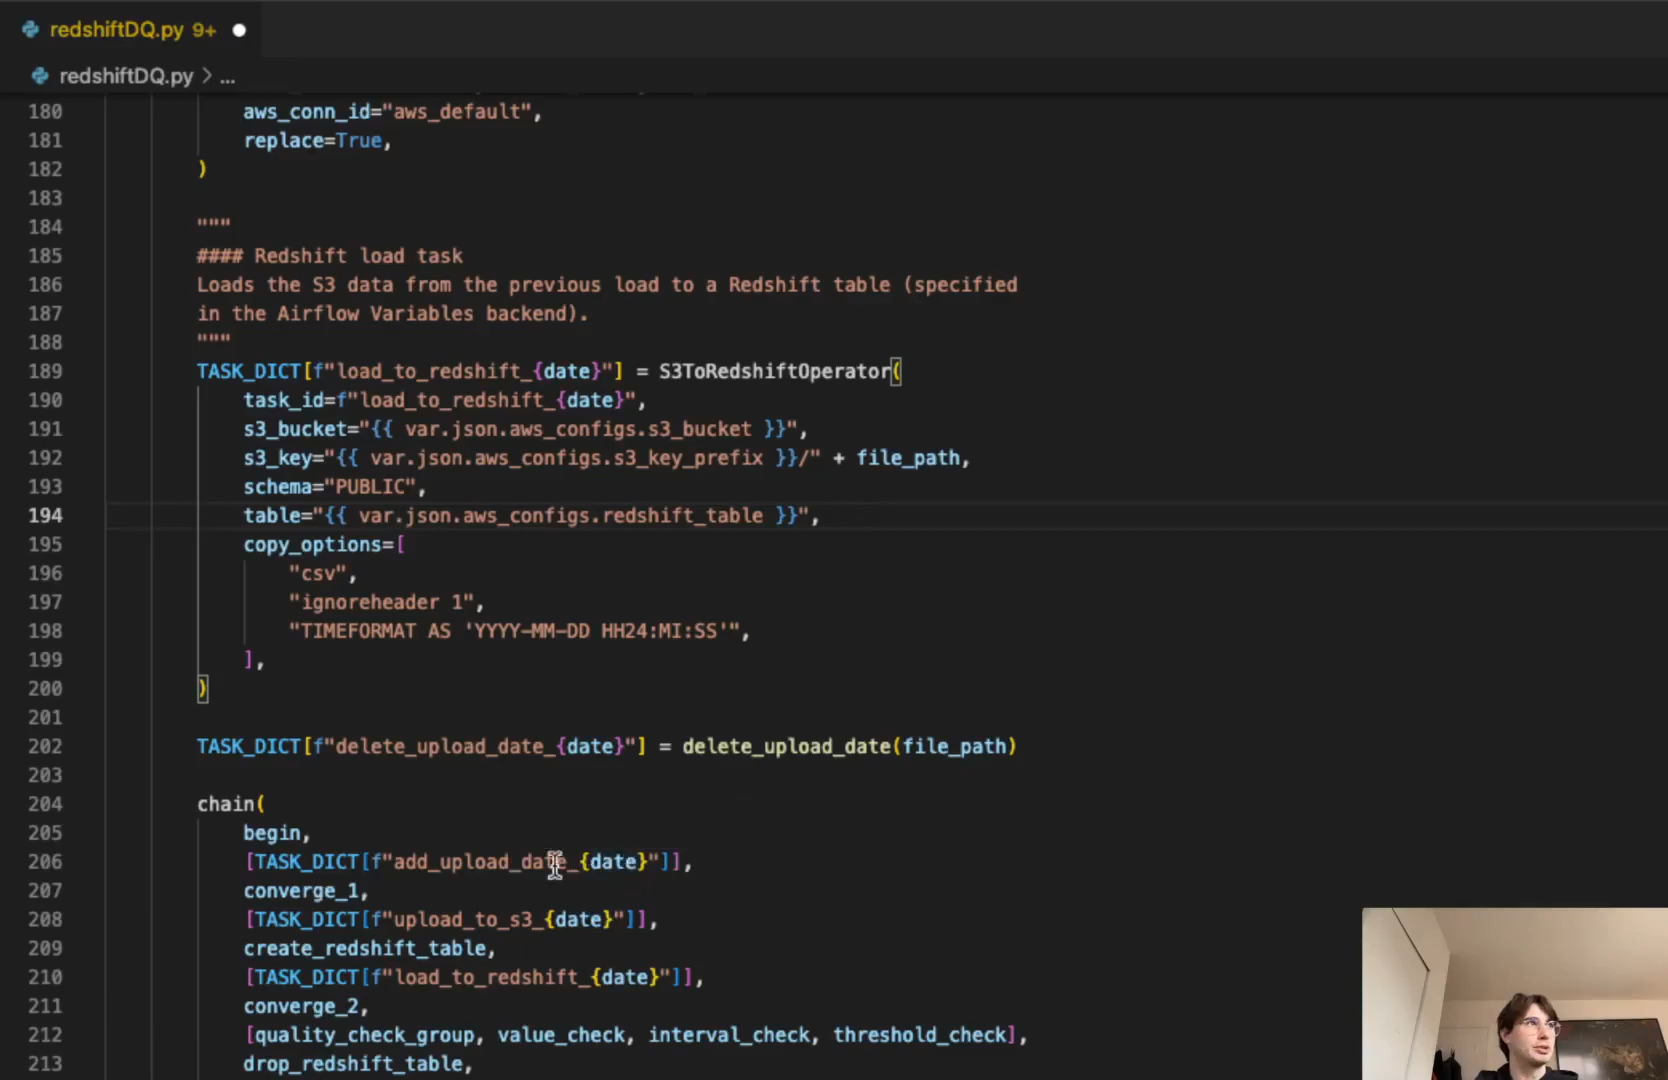 redshiftDQ.py 9+
redshiftDQ.py > ...
180 aws_conn_id="aws_default",
181 replace=True,
182 )
183
184 """
185 #### Redshift load task
186 Loads the S3 data from the previous load to a Redshift table (specified
187 in the Airflow Variables backend).
188 """
189 TASK_DICT[f"load_to_redshift_{date}"] = S3ToRedshiftOperator(
190 task_id=f"load_to_redshift_{date}",
191 s3_bucket="{{ var.json.aws_configs.s3_bucket }}",
192 s3_key="{{ var.json.aws_configs.s3_key_prefix }}/" + file_path,
193 schema="PUBLIC",
194 table="{{ var.json.aws_configs.redshift_table }}",
195 copy_options=[
196 "csv",
197 "ignoreheader 1",
198 "TIMEFORMAT AS 'YYYY-MM-DD HH24:MI:SS'",
199 ],
200 )
201
202 TASK_DICT[f"delete_upload_date_{date}"] = delete_upload_date(file_path)
203
204 chain(
205 begin,
206 [TASK_DICT[f"add_upload_date_{date}"]],
207 converge_1,
208 [TASK_DICT[f"upload_to_s3_{date}"]],
209 create_redshift_table,
210 [TASK_DICT[f"load_to_redshift_{date}"]],
211 converge_2,
212 [quality_check_group, value_check, interval_check, threshold_check],
213 drop_redshift_table,